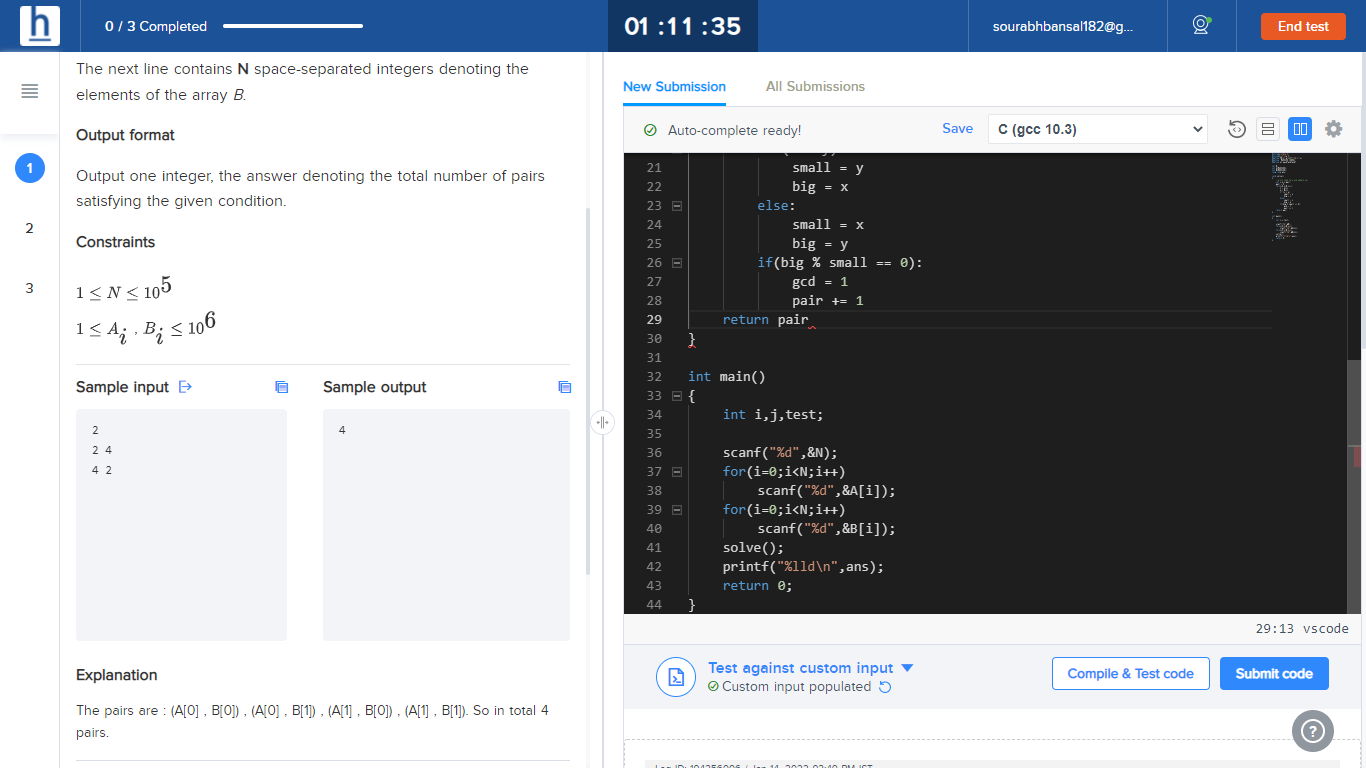 h
0 / 3 Completed
01 :11 :35
sourabhbansal182@g...
End test
The next line contains N space-separated integers denoting the
elements of the array B.
Output format
Output one integer, the answer denoting the total number of pairs
satisfying the given condition.
Constraints
1 ≤ N ≤ 10^5
1 ≤ A_i , B_i ≤ 10^6
1
2
3
Sample input
Sample output
2
2 4
4 2
4
Explanation
The pairs are : (A[0] , B[0]) , (A[0] , B[1]) , (A[1] , B[0]) , (A[1] , B[1]). So in total 4
pairs.
New Submission
All Submissions
Auto-complete ready!
Save
C (gcc 10.3)
21 small = y
22 big = x
23 else:
24 small = x
25 big = y
26 if(big % small == 0):
27 gcd = 1
28 pair += 1
29 return pair
30 }
31
32 int main()
33 {
34 int i,j,test;
35
36 scanf("%d",&N);
37 for(i=0;i<N;i++)
38 scanf("%d",&A[i]);
39 for(i=0;i<N;i++)
40 scanf("%d",&B[i]);
41 solve();
42 printf("%lld\n",ans);
43 return 0;
44 }
29:13 vscode
Test against custom input
Custom input populated
Compile & Test code
Submit code
?